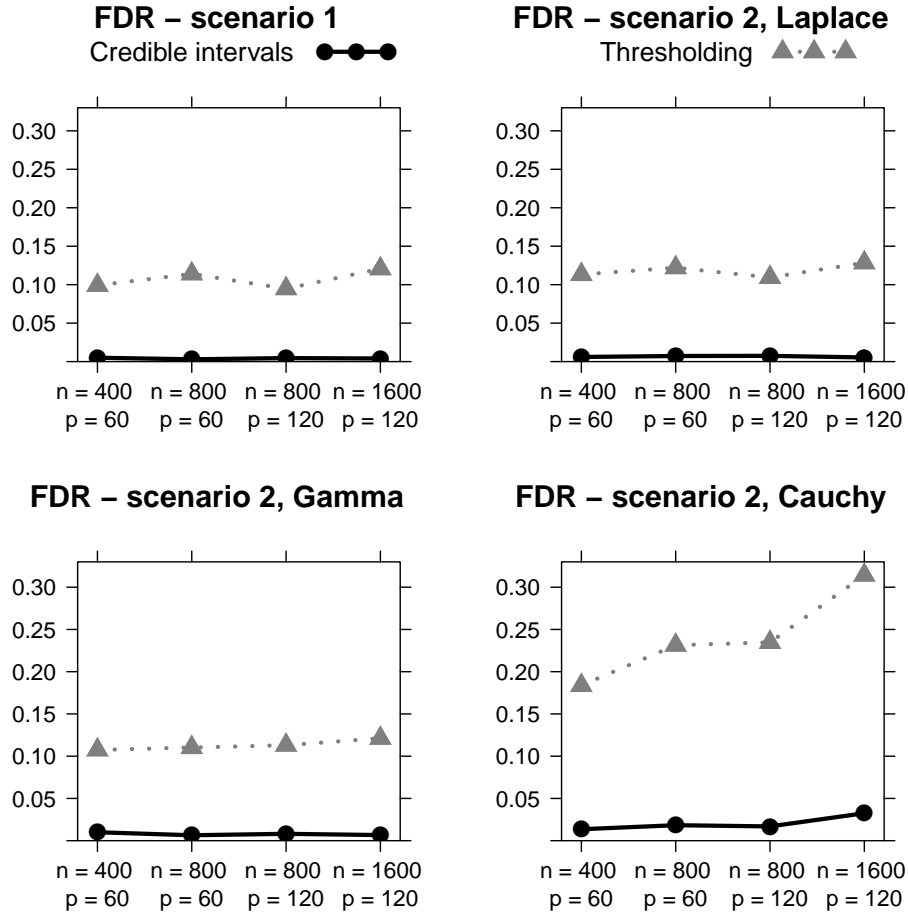 FDR – scenario 1
Credible intervals
0.30
0.25
0.20
0.15
0.10
0.05
n = 400 n = 800 n = 800 n = 1600
p = 60 p = 60 p = 120 p = 120
FDR – scenario 2, Laplace
Thresholding
0.30
0.25
0.20
0.15
0.10
0.05
n = 400 n = 800 n = 800 n = 1600
p = 60 p = 60 p = 120 p = 120
FDR – scenario 2, Gamma
0.30
0.25
0.20
0.15
0.10
0.05
n = 400 n = 800 n = 800 n = 1600
p = 60 p = 60 p = 120 p = 120
FDR – scenario 2, Cauchy
0.30
0.25
0.20
0.15
0.10
0.05
n = 400 n = 800 n = 800 n = 1600
p = 60 p = 60 p = 120 p = 120